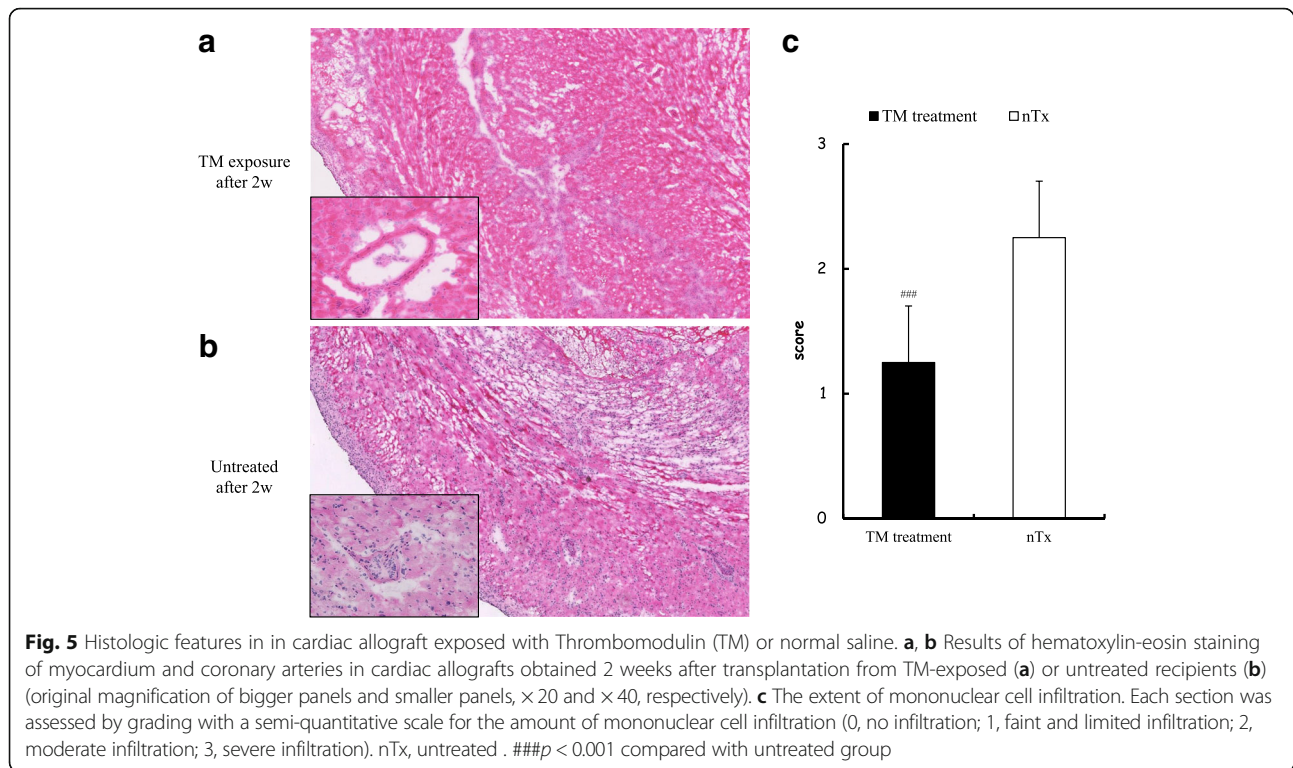 a
TM exposure
after 2w
b
Untreated
after 2w
c
■ TM treatment □ nTx
3
2
1
0
score
###
TM treatment nTx
Fig. 5 Histologic features in in cardiac allograft exposed with Thrombomodulin (TM) or normal saline. a, b Results of hematoxylin-eosin staining
of myocardium and coronary arteries in cardiac allografts obtained 2 weeks after transplantation from TM-exposed (a) or untreated recipients (b)
(original magnification of bigger panels and smaller panels, × 20 and × 40, respectively). c The extent of mononuclear cell infiltration. Each section was
assessed by grading with a semi-quantitative scale for the amount of mononuclear cell infiltration (0, no infiltration; 1, faint and limited infiltration; 2,
moderate infiltration; 3, severe infiltration). nTx, untreated . ###p < 0.001 compared with untreated group